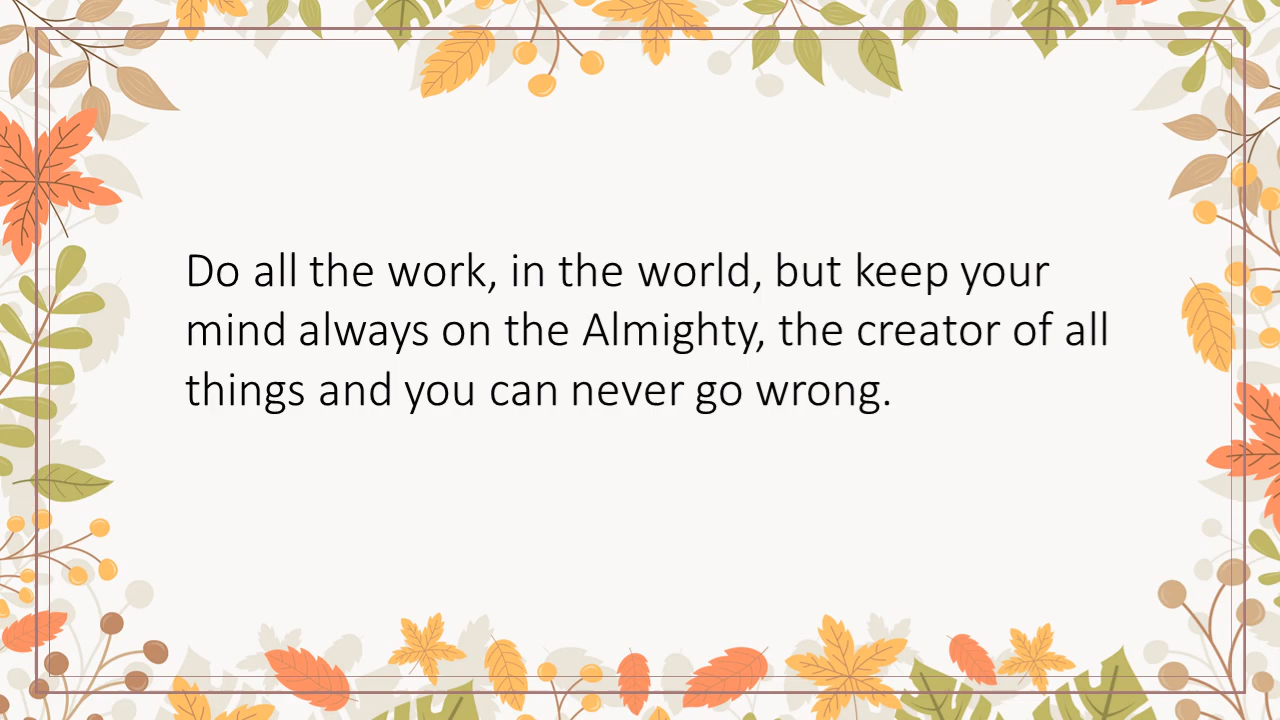 Do all the work, in the world, but keep your
mind always on the Almighty, the creator of all
things and you can never go wrong.